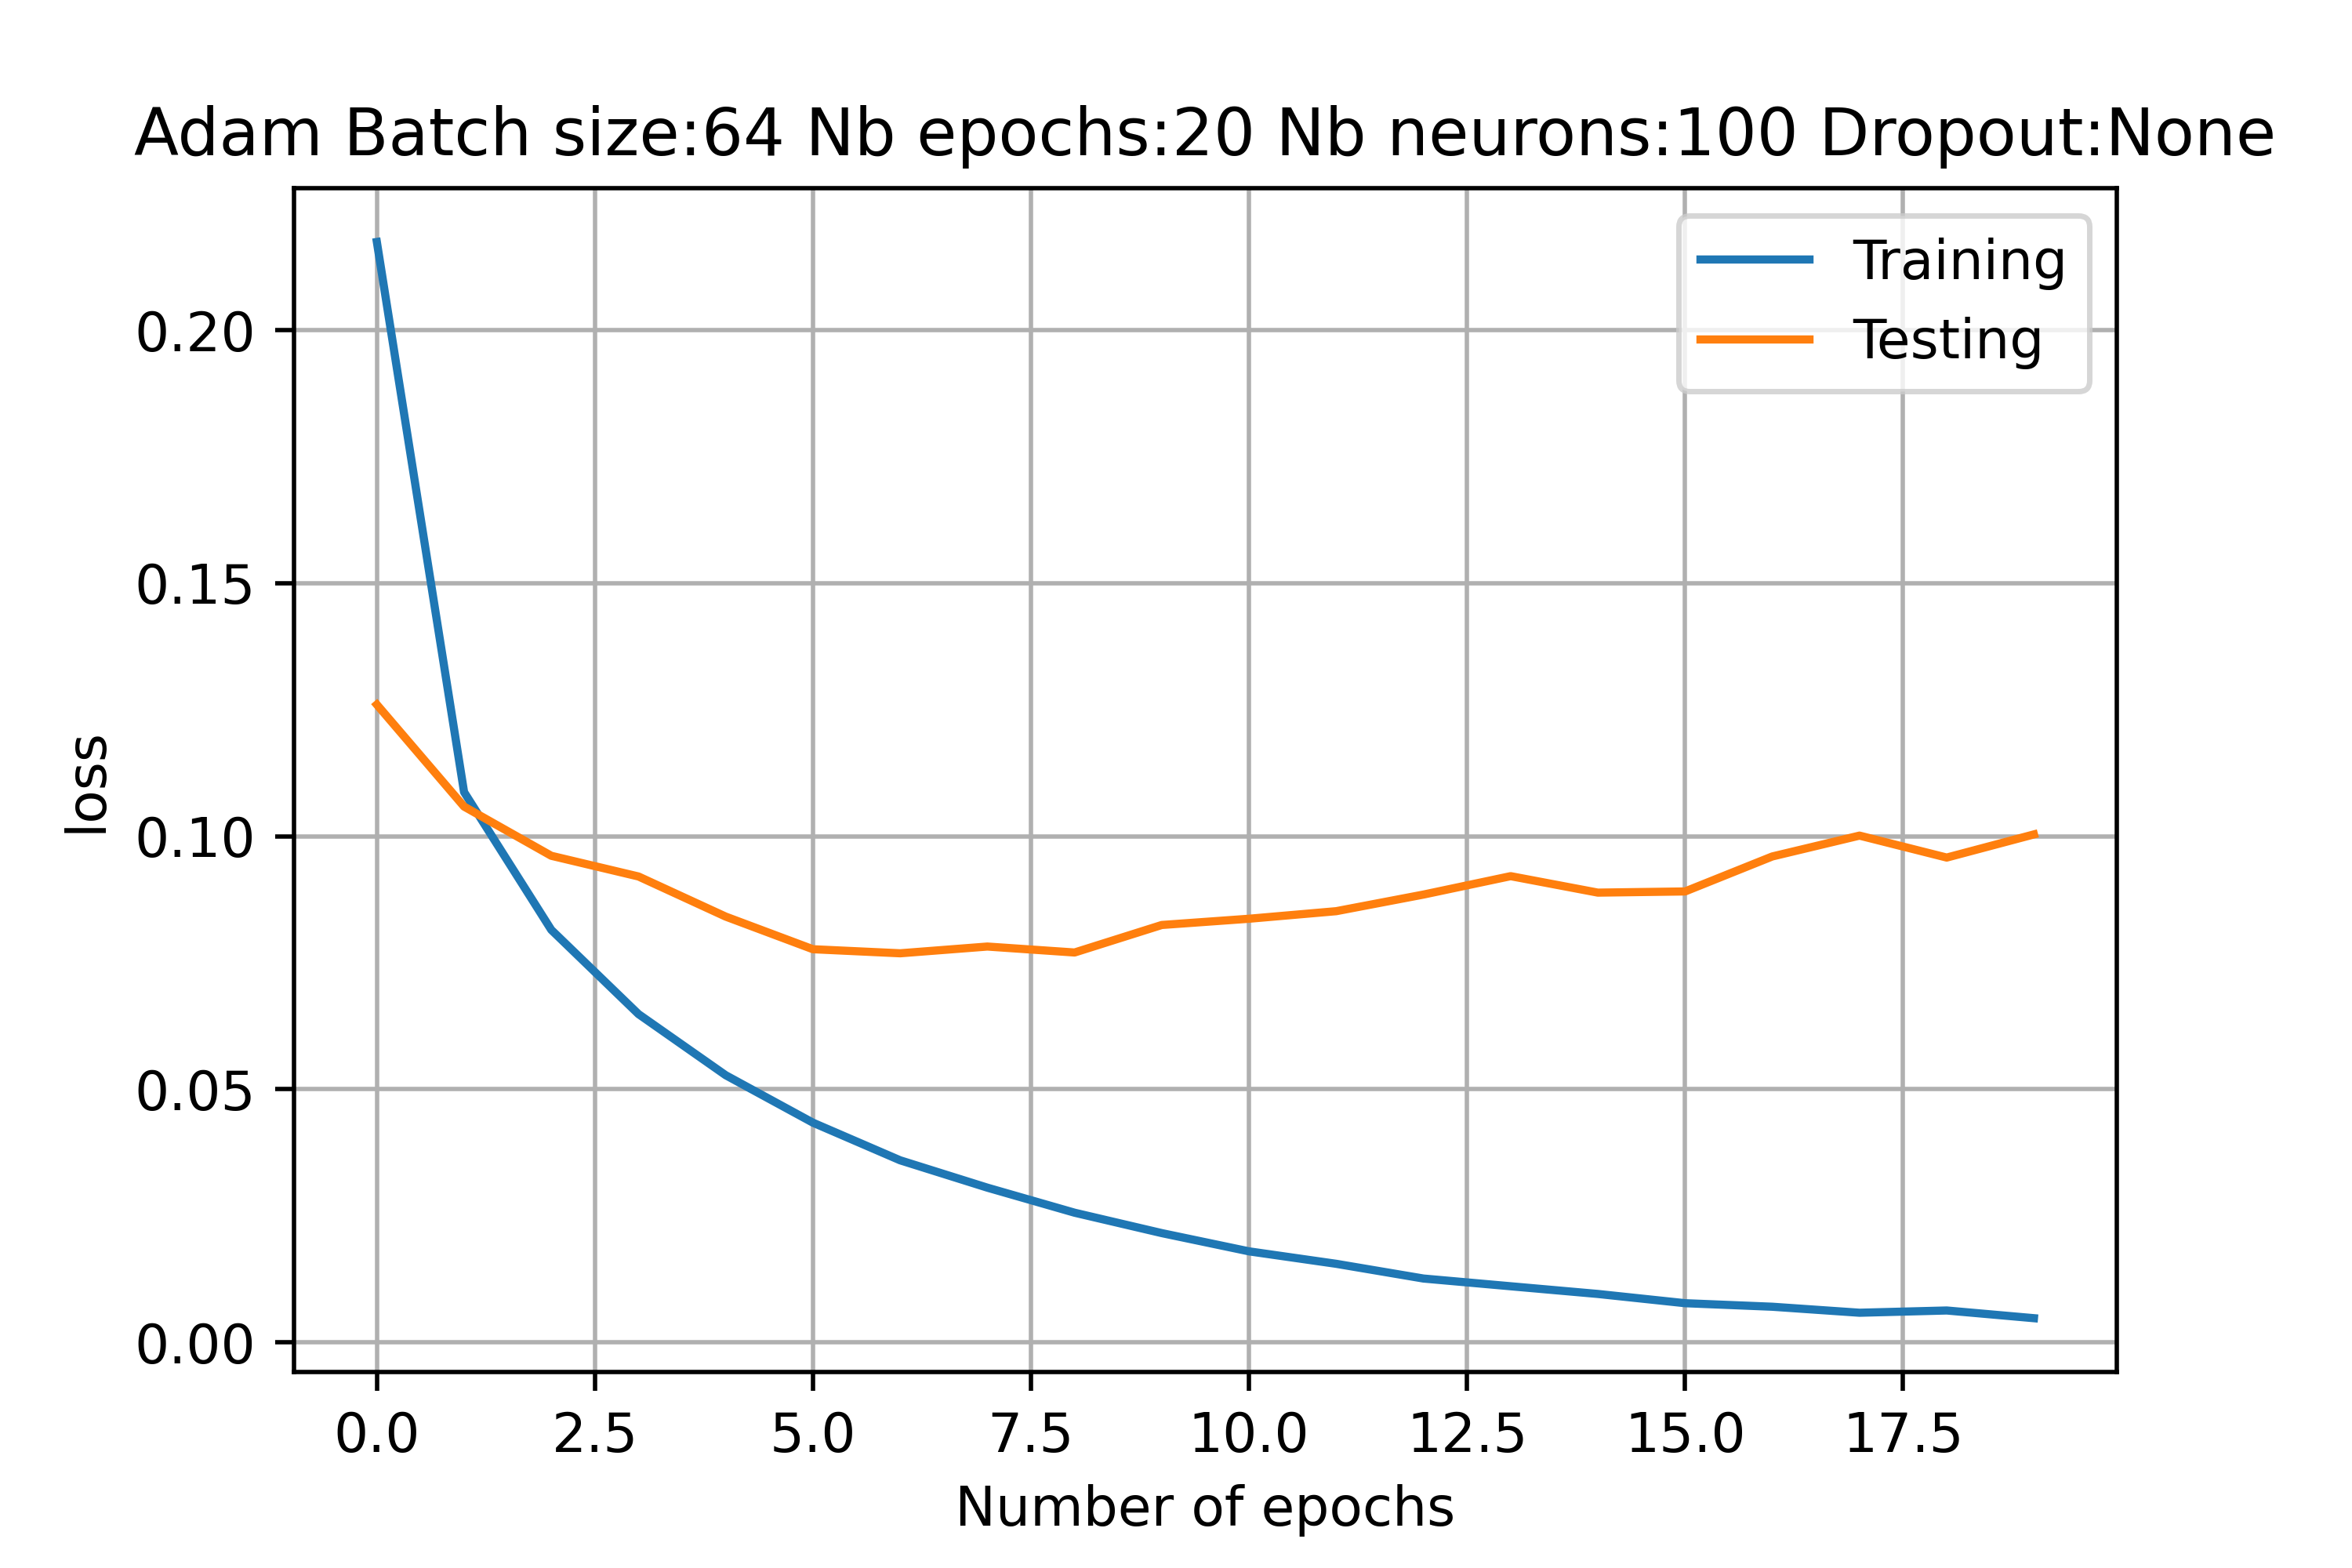 Adam Batch size:64 Nb epochs:20 Nb neurons:100 Dropout:None
Training
Testing
0.20
0.15
0.10
0.05
0.00
loss
0.0 2.5 5.0 7.5 10.0 12.5 15.0 17.5
Number of epochs